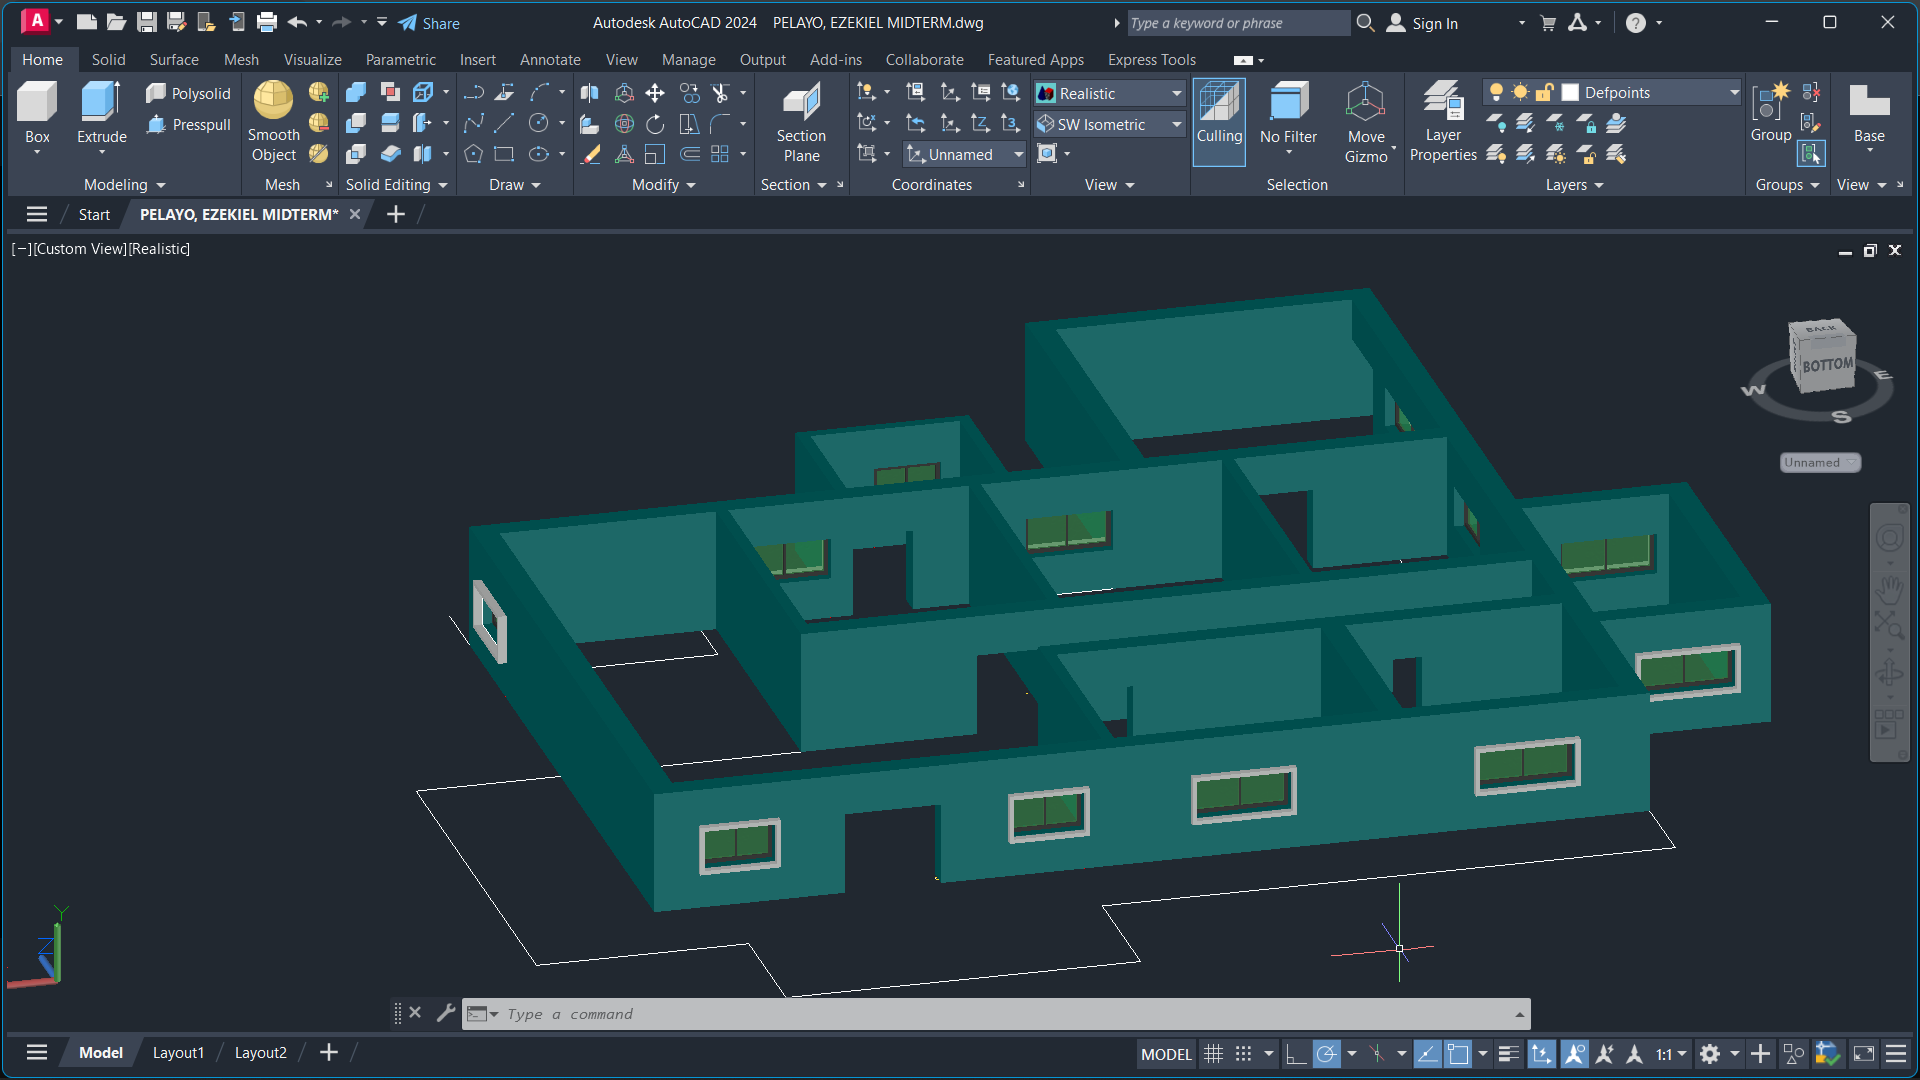 A Share Autodesk AutoCAD 2024 PELAYO, EZEKIEL MIDTERM.dwg Type a keyword or phrase Sign In
Home Solid Surface Mesh Visualize Parametric Insert Annotate View Manage Output Add-ins Collaborate Featured Apps Express Tools
Box
Extrude
Polysolid
Presspull
Modeling
Smooth
Object
Mesh
Solid Editing
Draw
Modify
Section
Plane
Section
Unnamed
Coordinates
Realistic
SW Isometric
View
Culling
No Filter
Move
Gizmo
Selection
Layer
Properties
Defpoints
Layers
Group
Groups
Base
View
Start PELAYO, EZEKIEL MIDTERM*
[−][Custom View][Realistic]
BACK
BOTTOM
W
E
S
Unnamed
Y
Z
Type a command
Model Layout1 Layout2
MODEL 1:1